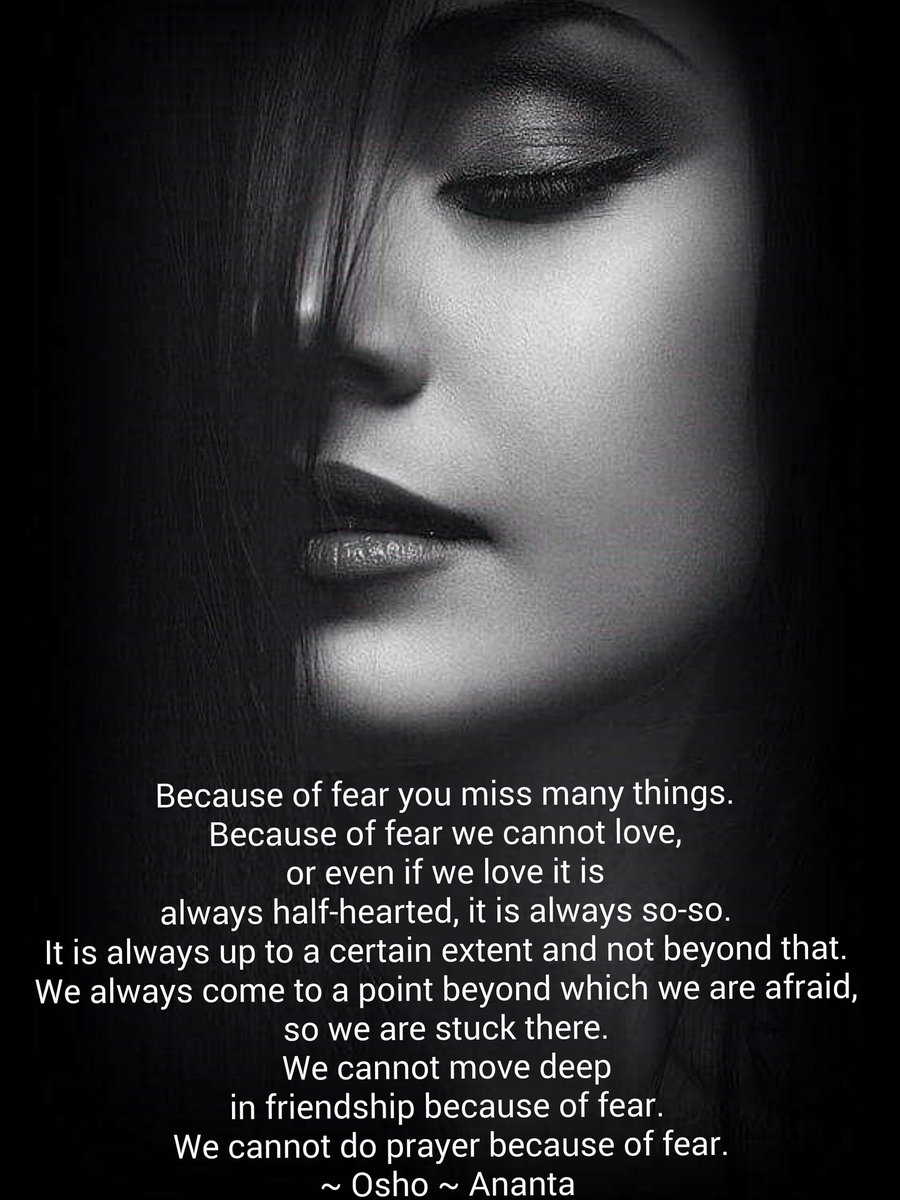 Because of fear you miss many things.
Because of fear we cannot love,
or even if we love it is
always half-hearted, it is always so-so.
It is always up to a certain extent and not beyond that.
We always come to a point beyond which we are afraid,
so we are stuck there.
We cannot move deep
in friendship because of fear.
We cannot do prayer because of fear.
~ Osho ~ Ananta